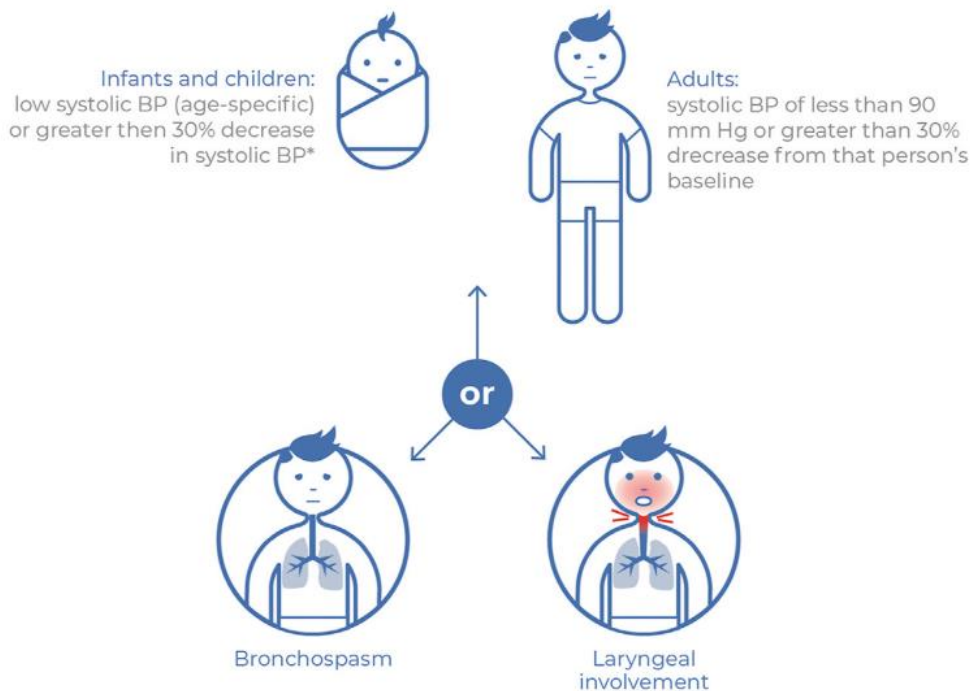 Infants and children:
low systolic BP (age-specific)
or greater then 30% decrease
in systolic BP*
Adults:
systolic BP of less than 90
mm Hg or greater than 30%
drecrease from that person's
baseline
or
Bronchospasm
Laryngeal
involvement